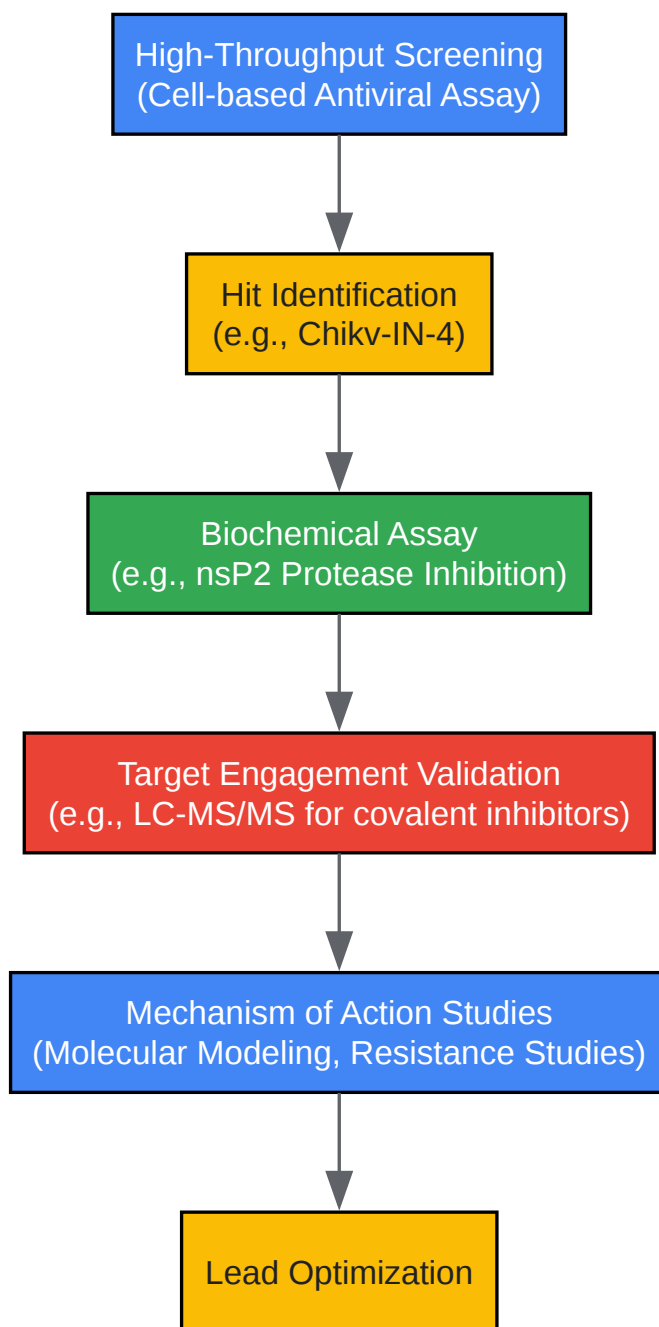 High-Throughput Screening
(Cell-based Antiviral Assay)
Hit Identification
(e.g., Chikv-IN-4)
Biochemical Assay
(e.g., nsP2 Protease Inhibition)
Target Engagement Validation
(e.g., LC-MS/MS for covalent inhibitors)
Mechanism of Action Studies
(Molecular Modeling, Resistance Studies)
Lead Optimization